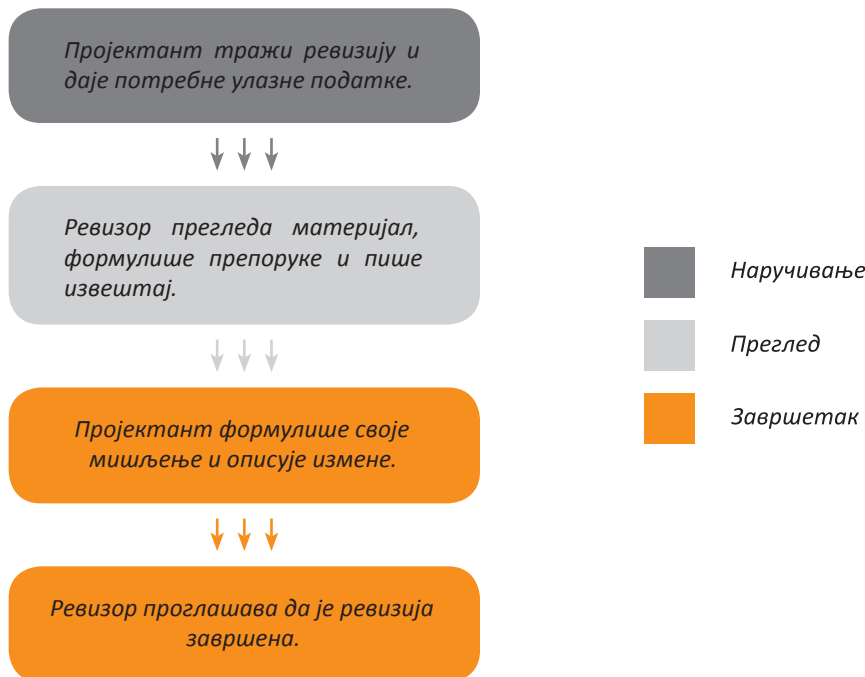 Пројектант тражи ревизију и
даје потребне улазне податке.
Ревизор прегледа материјал,
формулише препоруке и пише
извештај.
Пројектант формулише своје
мишљење и описује измене.
Ревизор проглашава да је ревизија
завршена.
Наручивање
Преглед
Завршетак